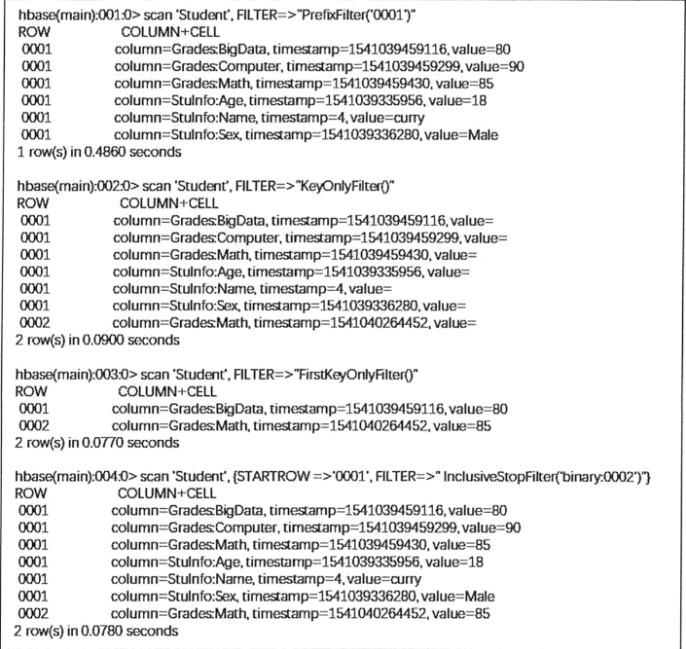 hbase(main):001:0> scan 'Student', FILTER=>"PrefixFilter('0001')"
ROW COLUMN+CELL
0001 column=Grades:BigData, timestamp=1541039459116, value=80
0001 column=Grades:Computer, timestamp=1541039459299, value=90
0001 column=Grades:Math, timestamp=1541039459430, value=85
0001 column=StuInfo:Age, timestamp=1541039335956, value=18
0001 column=StuInfo:Name, timestamp=4, value=curry
0001 column=StuInfo:Sex, timestamp=1541039336280, value=Male
1 row(s) in 0.4860 seconds
hbase(main):002:0> scan 'Student', FILTER=>"KeyOnlyFilter()"
ROW COLUMN+CELL
0001 column=Grades:BigData, timestamp=1541039459116, value=
0001 column=Grades:Computer, timestamp=1541039459299, value=
0001 column=Grades:Math, timestamp=1541039459430, value=
0001 column=StuInfo:Age, timestamp=1541039335956, value=
0001 column=StuInfo:Name, timestamp=4, value=
0001 column=StuInfo:Sex, timestamp=1541039336280, value=
0002 column=Grades:Math, timestamp=1541040264452, value=
2 row(s) in 0.0900 seconds
hbase(main):003:0> scan 'Student', FILTER=>"FirstKeyOnlyFilter()"
ROW COLUMN+CELL
0001 column=Grades:BigData, timestamp=1541039459116, value=80
0002 column=Grades:Math, timestamp=1541040264452, value=85
2 row(s) in 0.0770 seconds
hbase(main):004:0> scan 'Student', {STARTROW =>'0001', FILTER=>" InclusiveStopFilter('binary:0002')"}
ROW COLUMN+CELL
0001 column=Grades:BigData, timestamp=1541039459116, value=80
0001 column=Grades:Computer, timestamp=1541039459299, value=90
0001 column=Grades:Math, timestamp=1541039459430, value=85
0001 column=StuInfo:Age, timestamp=1541039335956, value=18
0001 column=StuInfo:Name, timestamp=4, value=curry
0001 column=StuInfo:Sex, timestamp=1541039336280, value=Male
0002 column=Grades:Math, timestamp=1541040264452, value=85
2 row(s) in 0.0780 seconds